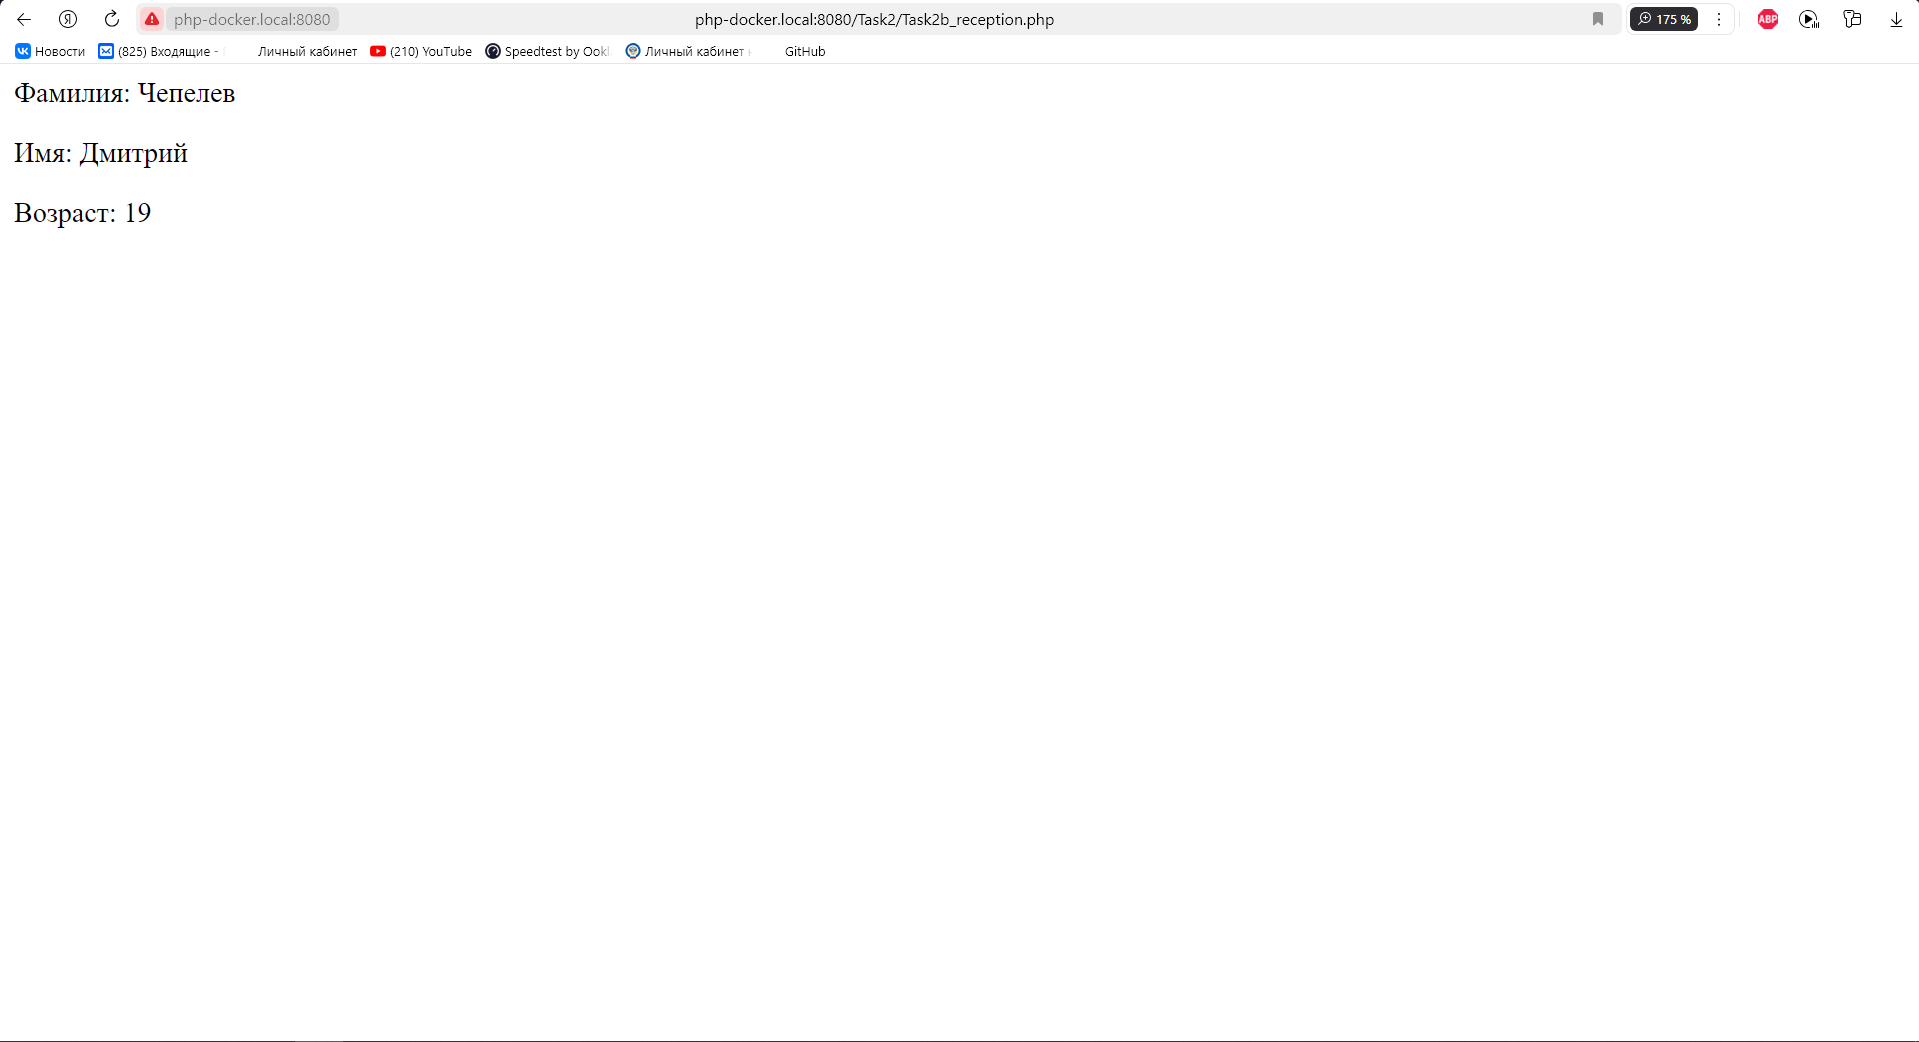 php-docker.local:8080 php-docker.local:8080/Task2/Task2b_reception.php 175 % ABP
Новости (825) Входящие - Личный кабинет (210) YouTube Speedtest by Ookl Личный кабинет GitHub
Фамилия: Чепелев
Имя: Дмитрий
Возраст: 19